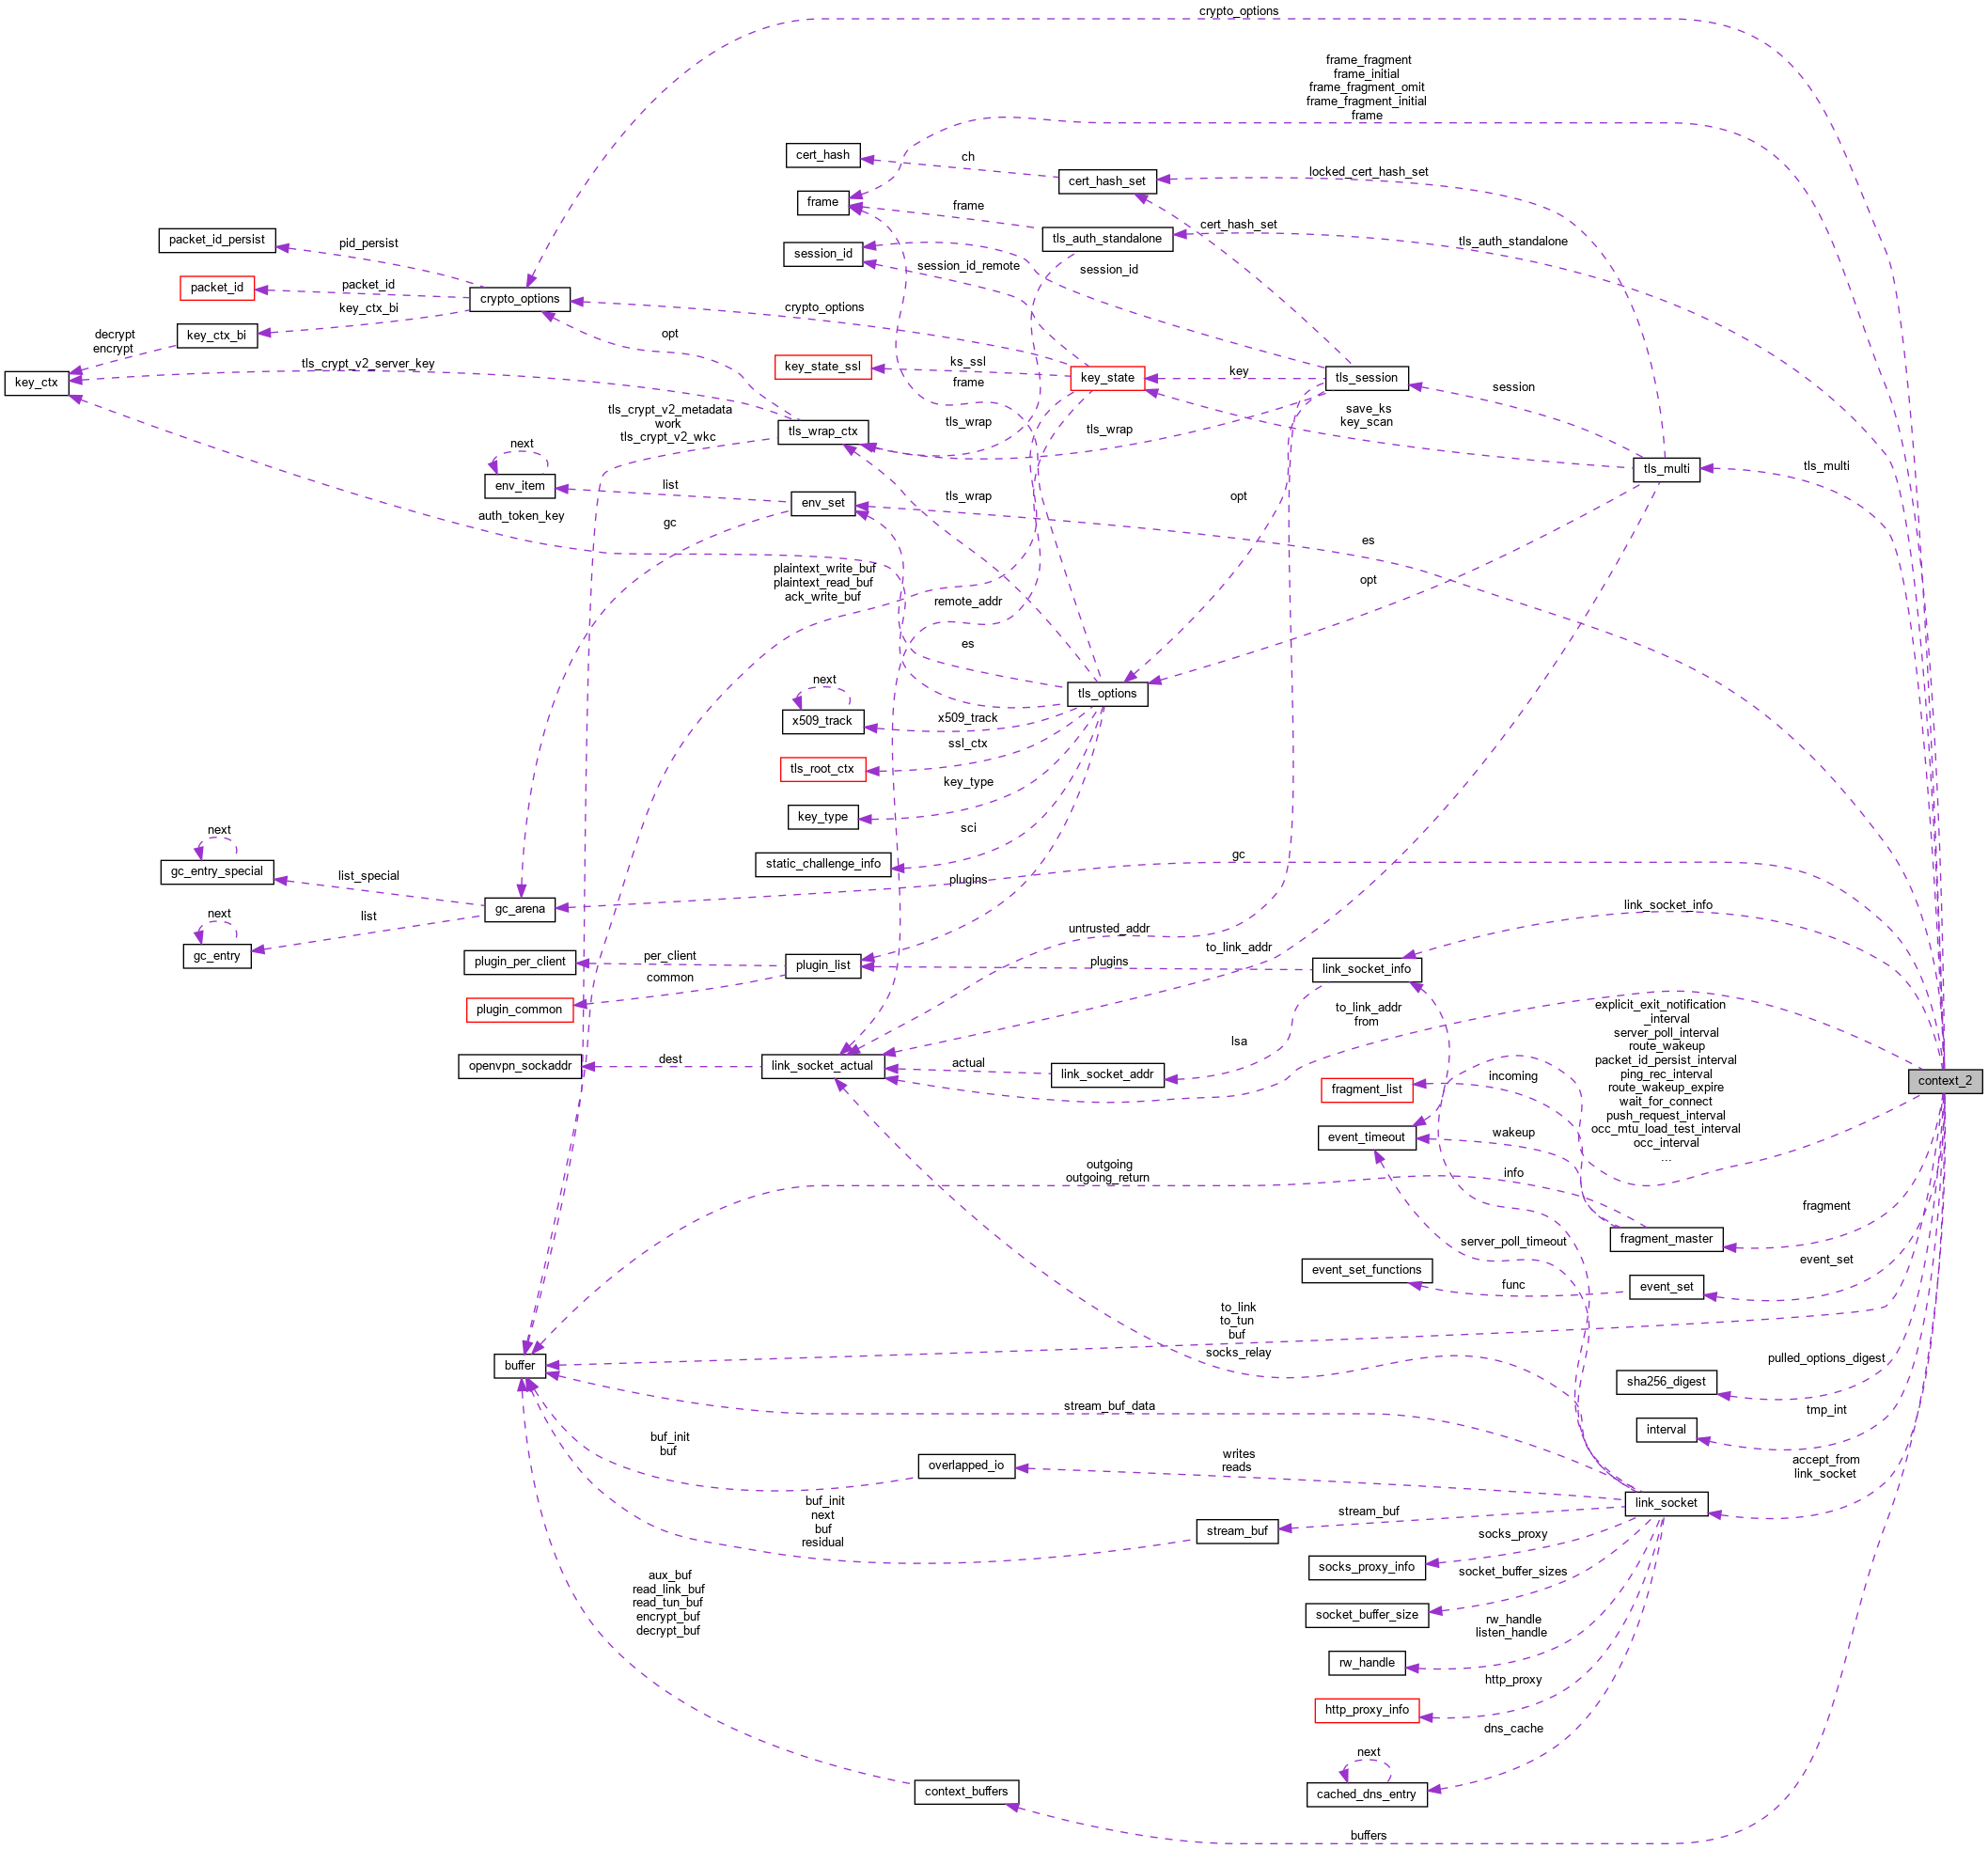 crypto_options
frame_fragment
frame_initial
frame_fragment_omit
frame_fragment_initial
frame
cert_hash
ch
cert_hash_set
locked_cert_hash_set
frame
frame
cert_hash_set
packet_id_persist
pid_persist
session_id
tls_auth_standalone
tls_auth_standalone
session_id_remote
session_id
packet_id
packet_id
crypto_options
key_ctx_bi
key_ctx_bi
crypto_options
decrypt
encrypt
opt
key_ctx
tls_crypt_v2_server_key
key_state_ssl
ks_ssl
key_state
key
tls_session
session
frame
tls_crypt_v2_metadata
work
tls_crypt_v2_wkc
tls_wrap_ctx
tls_wrap
tls_wrap
save_ks
key_scan
next
env_item
list
env_set
tls_wrap
opt
tls_multi
tls_multi
auth_token_key
gc
es
plaintext_write_buf
plaintext_read_buf
ack_write_buf
remote_addr
opt
es
next
x509_track
x509_track
tls_options
tls_root_ctx
ssl_ctx
key_type
key_type
next
gc_entry_special
list_special
static_challenge_info
sci
gc
plugins
gc_arena
next
gc_entry
list
untrusted_addr
to_link_addr
link_socket_info
plugin_per_client
per_client
plugin_list
plugins
link_socket_info
plugin_common
common
to_link_addr
from
explicit_exit_notification
_interval
server_poll_interval
route_wakeup
packet_id_persist_interval
ping_rec_interval
route_wakeup_expire
wait_for_connect
push_request_interval
occ_mtu_load_test_interval
occ_interval
...
openvpn_sockaddr
dest
link_socket_actual
actual
link_socket_addr
lsa
fragment_list
incoming
context_2
event_timeout
wakeup
outgoing
outgoing_return
info
fragment
fragment_master
server_poll_timeout
event_set_functions
func
event_set
event_set
to_link
to_tun
buf
socks_relay
buffer
sha256_digest
pulled_options_digest
stream_buf_data
interval
tmp_int
buf_init
buf
overlapped_io
writes
reads
accept_from
link_socket
link_socket
buf_init
next
buf
residual
stream_buf
stream_buf
socks_proxy
socks_proxy_info
aux_buf
read_link_buf
read_tun_buf
encrypt_buf
decrypt_buf
socket_buffer_sizes
socket_buffer_size
rw_handle
listen_handle
rw_handle
http_proxy
http_proxy_info
dns_cache
next
cached_dns_entry
context_buffers
buffers